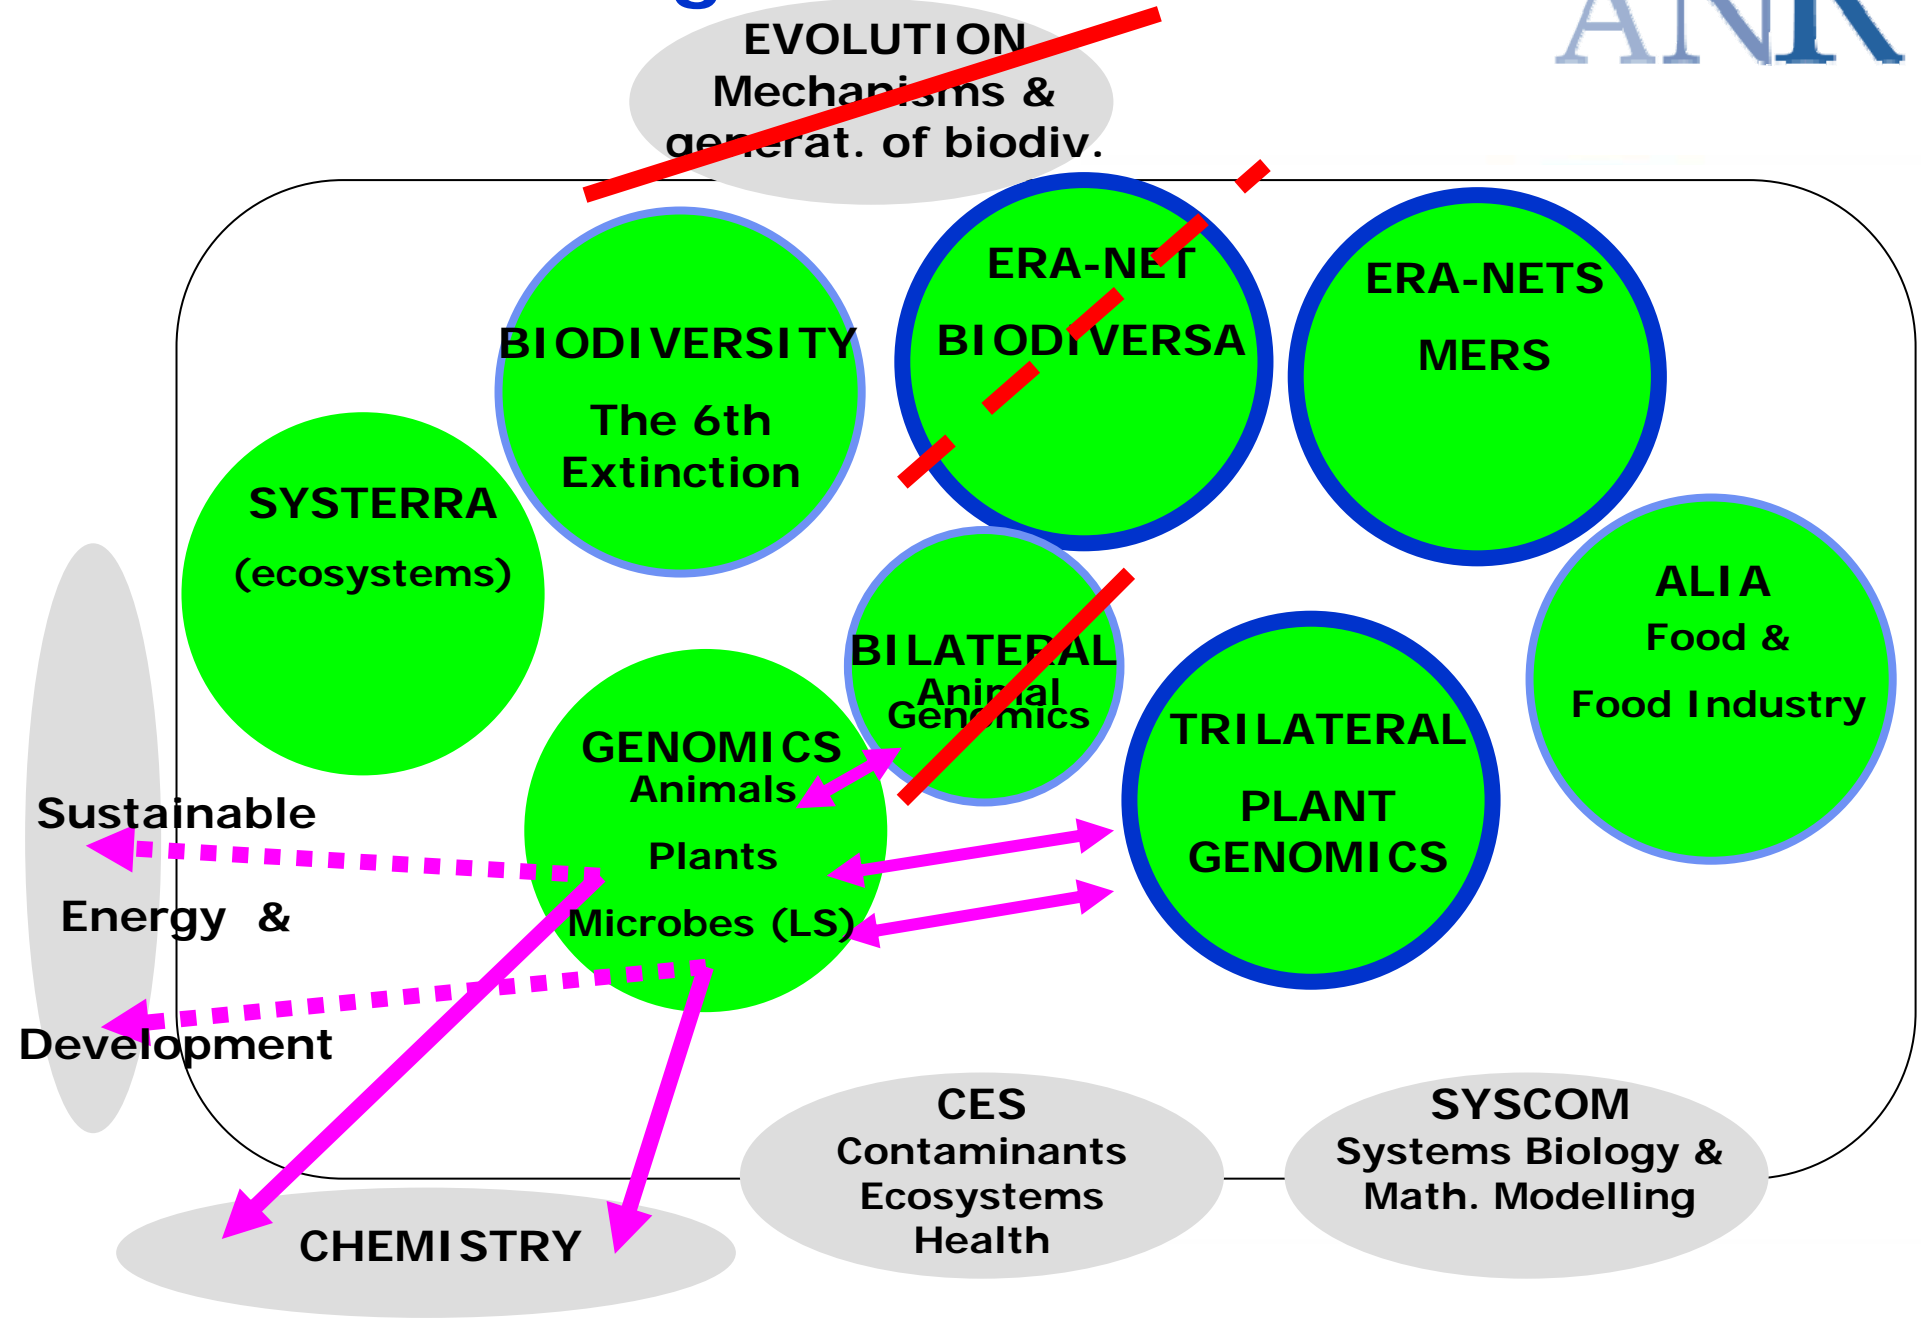 ANR
EVOLUTION
Mechanisms &
generat. of biodiv.
ERA-NET
BIODIVERSA
ERA-NETS
MERS
BIODIVERSITY
The 6th
Extinction
SYSTERRA
(ecosystems)
ALIA
Food &
Food Industry
BILATERAL
Animal
Genomics
TRILATERAL
PLANT
GENOMICS
GENOMICS
Animals
Plants
Microbes (LS)
Sustainable
Energy &
Development
CES
Contaminants
Ecosystems
Health
SYSCOM
Systems Biology &
Math. Modelling
CHEMISTRY